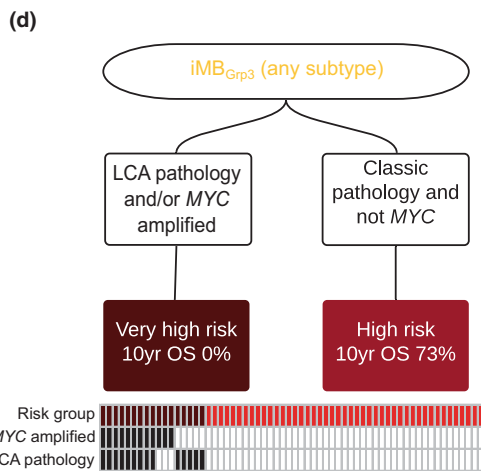 (d)
iMBGrp3 (any subtype)
LCA pathology
and/or MYC
amplified
Classic
pathology and
not MYC
Very high risk
10yr OS 0%
High risk
10yr OS 73%
Risk group
MYC amplified
CA pathology